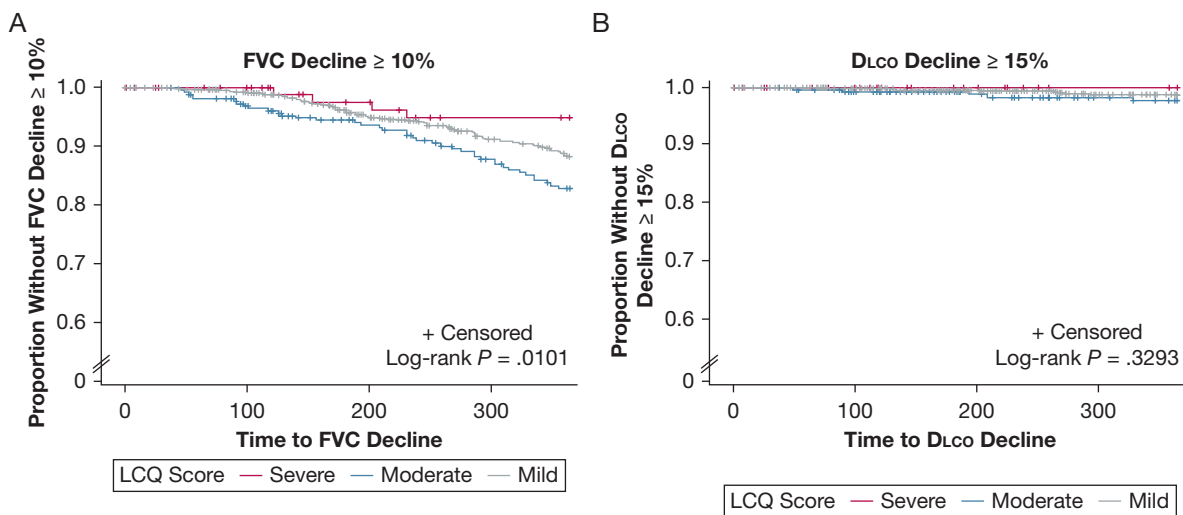 A
FVC Decline ≥ 10%
Proportion Without FVC Decline ≥ 10%
1.0
0.9
0.8
0.7
0.6
0
+ Censored
Log-rank P = .0101
0 100 200 300
Time to FVC Decline
LCQ Score Severe Moderate Mild
B
DLCO Decline ≥ 15%
Proportion Without DLCO
Decline ≥ 15%
1.0
0.9
0.8
0.7
0.6
0
+ Censored
Log-rank P = .3293
0 100 200 300
Time to DLCO Decline
LCQ Score Severe Moderate Mild